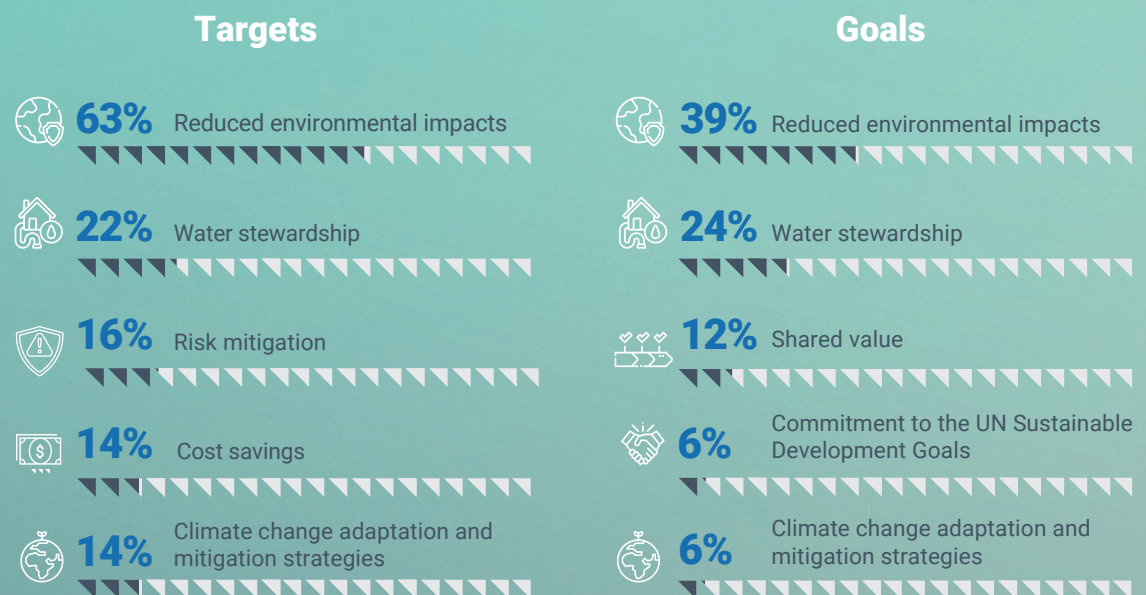 Targets
63% Reduced environmental impacts
22% Water stewardship
16% Risk mitigation
14% Cost savings
14% Climate change adaptation and
mitigation strategies
Goals
39% Reduced environmental impacts
24% Water stewardship
12% Shared value
6% Commitment to the UN Sustainable
Development Goals
6% Climate change adaptation and
mitigation strategies